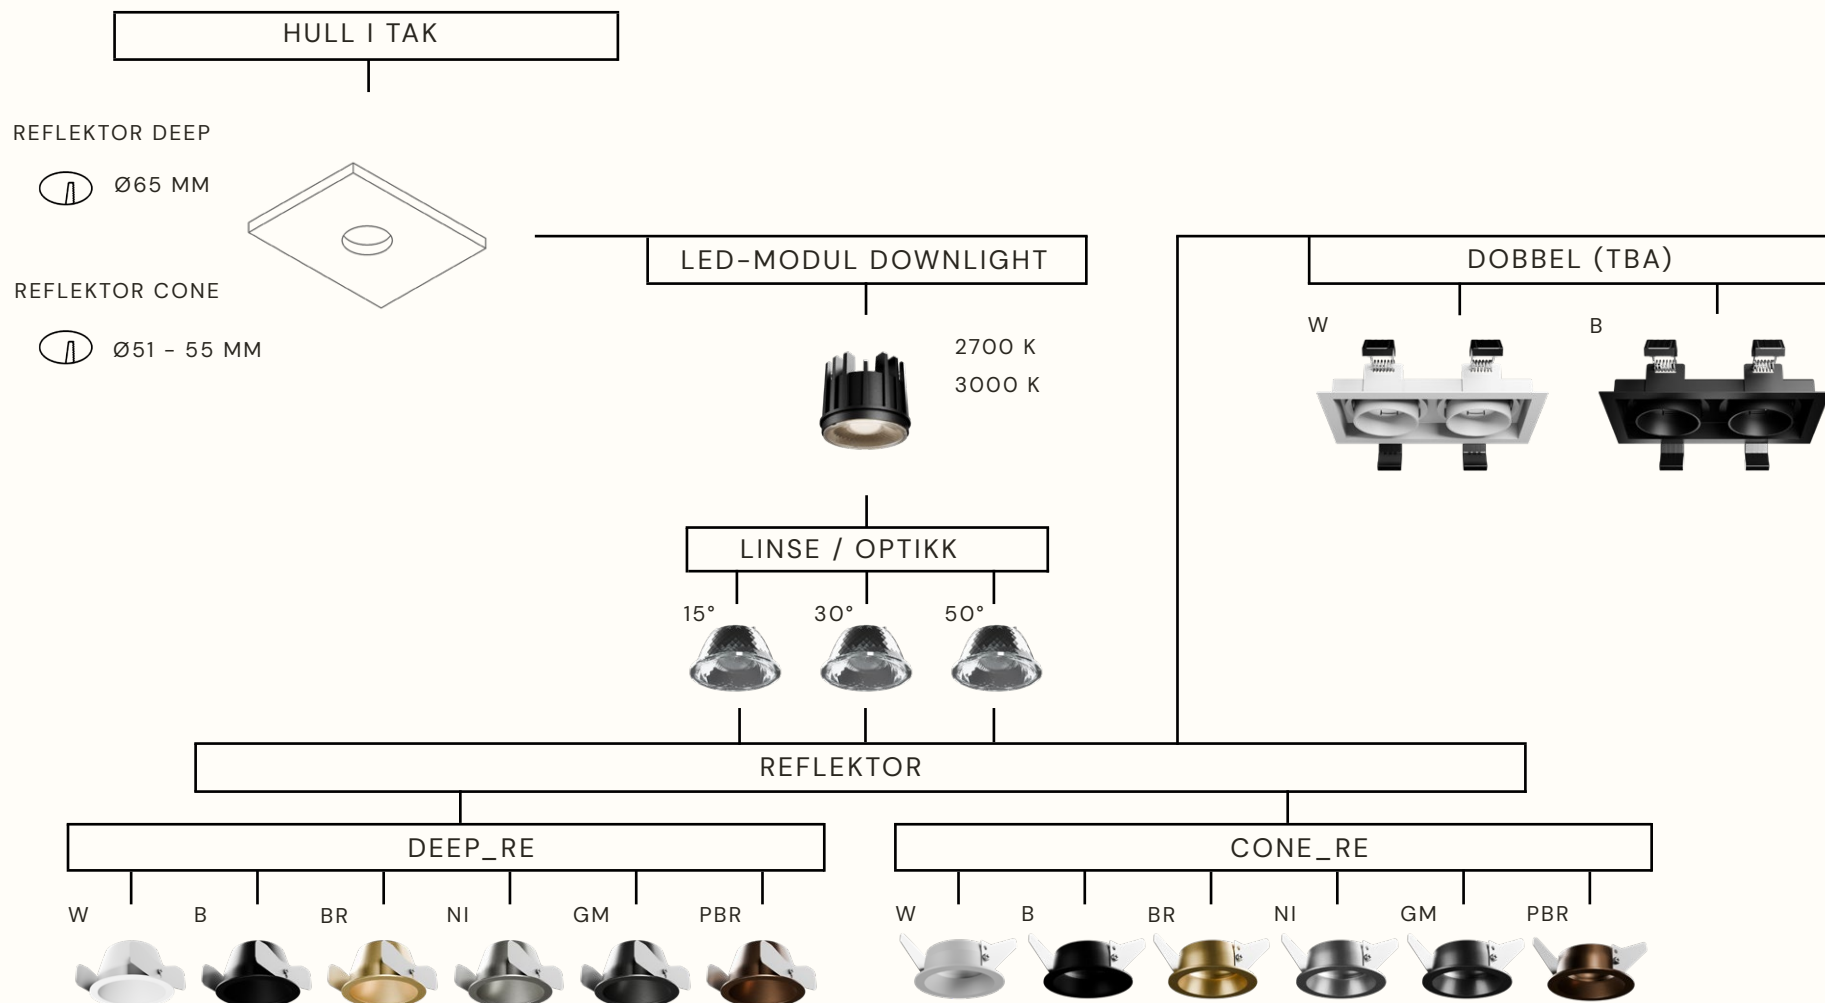 HULL I TAK
REFLEKTOR DEEP
Ø65 MM
REFLEKTOR CONE
Ø51 - 55 MM
LED-MODUL DOWNLIGHT
2700 K
3000 K
DOBBEL (TBA)
W
B
LINSE / OPTIKK
15°
30°
50°
REFLEKTOR
DEEP_RE
W
B
BR
NI
GM
PBR
CONE_RE
W
B
BR
NI
GM
PBR